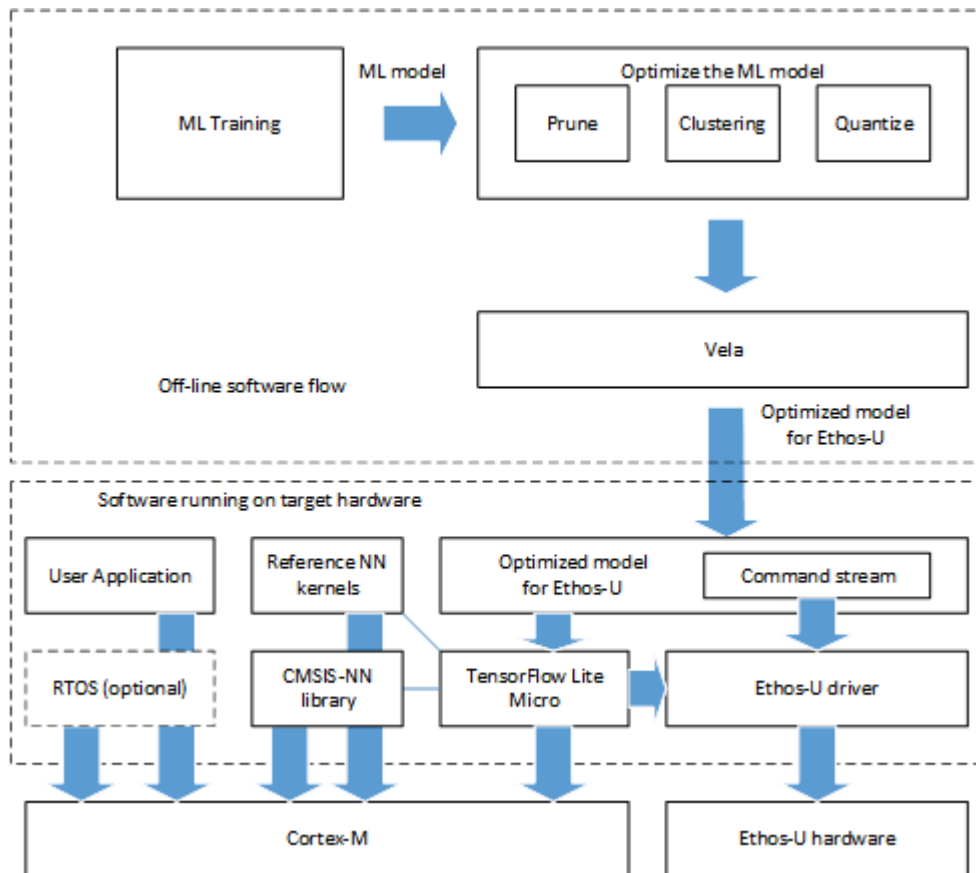 ML Training
ML model
Optimize the ML model
Prune
Clustering
Quantize
Vela
Off-line software flow
Optimized model
for Ethos-U
Software running on target hardware
User Application
Reference NN
kernels
Optimized model
for Ethos-U
Command stream
RTOS (optional)
CMSIS-NN
library
TensorFlow Lite
Micro
Ethos-U driver
Cortex-M
Ethos-U hardware